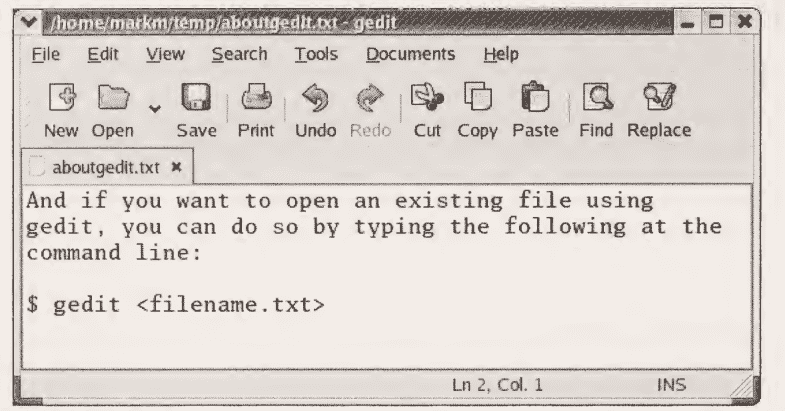 /home/markm/temp/aboutgedit.txt - gedit
File Edit View Search Tools Documents Help
New Open Save Print Undo Redo Cut Copy Paste Find Replace
aboutgedit.txt
And if you want to open an existing file using
gedit, you can do so by typing the following at the
command line:
$ gedit <filename.txt>
Ln 2, Col. 1 INS